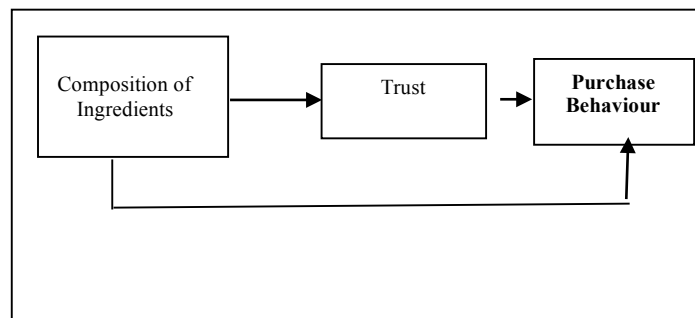 Composition of
Ingredients
Trust
Purchase
Behaviour